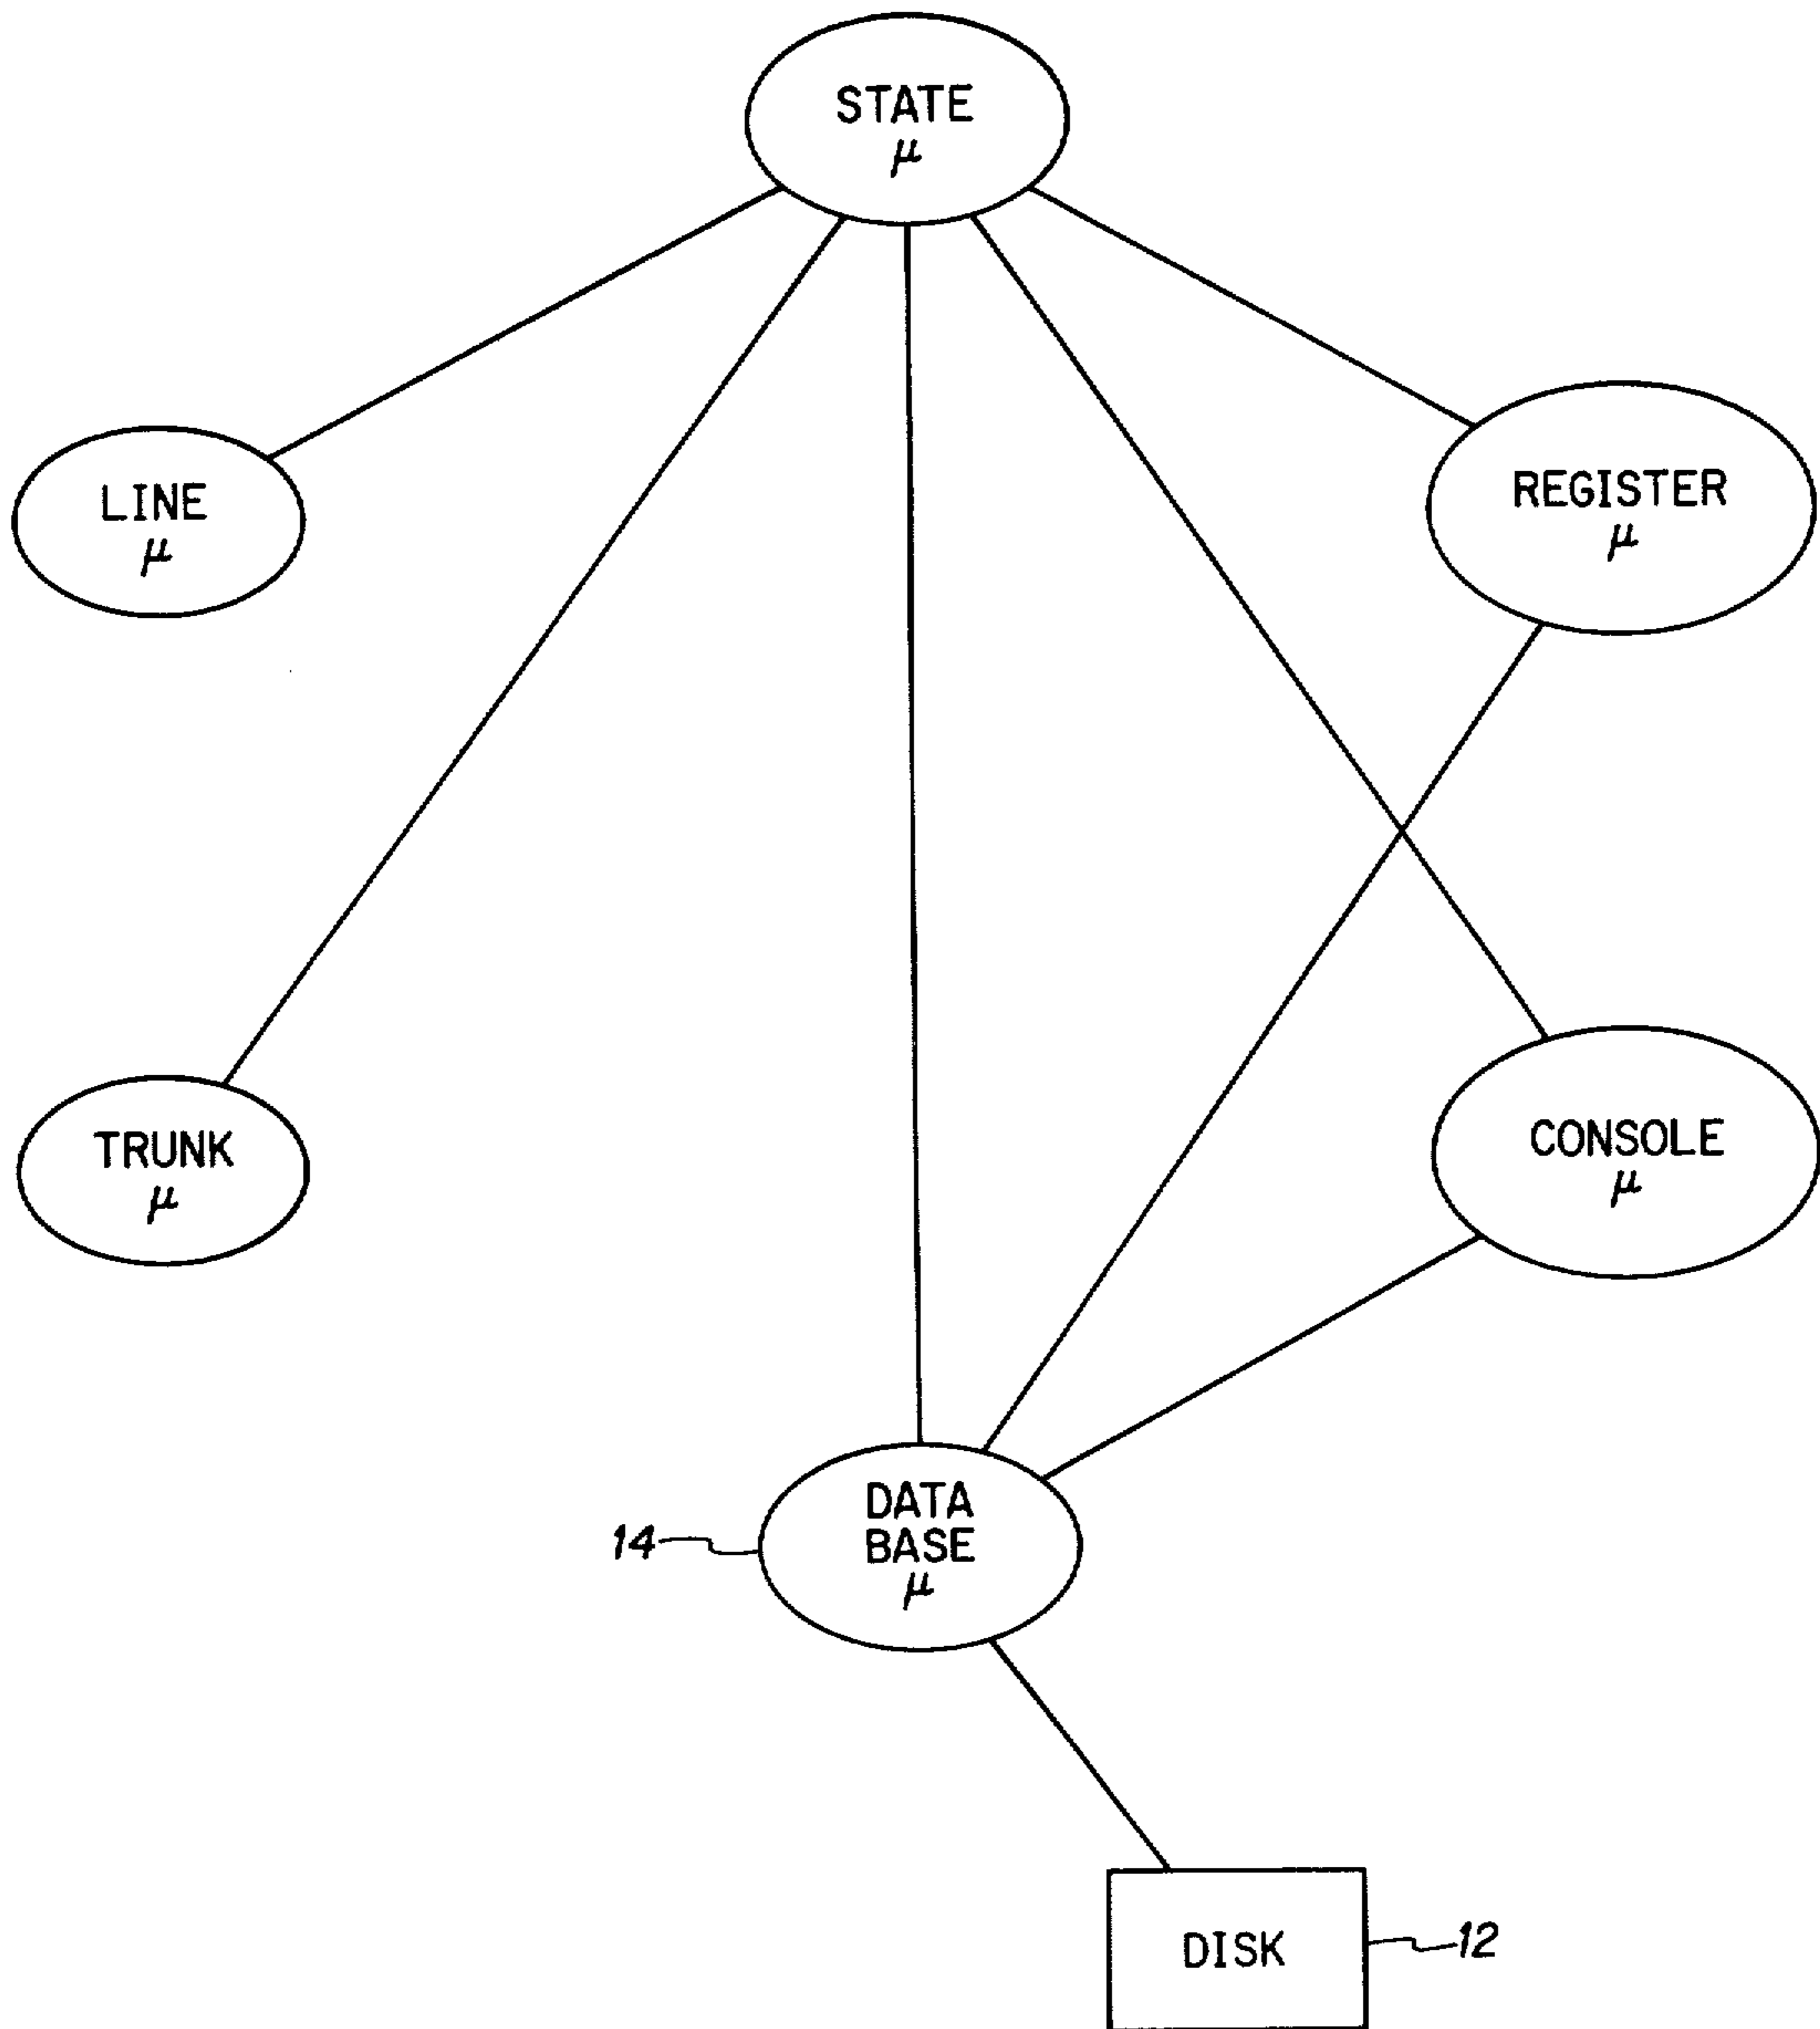 STATE
μ
LINE
μ
REGISTER
μ
TRUNK
μ
CONSOLE
μ
14
DATA
BASE
μ
DISK
12